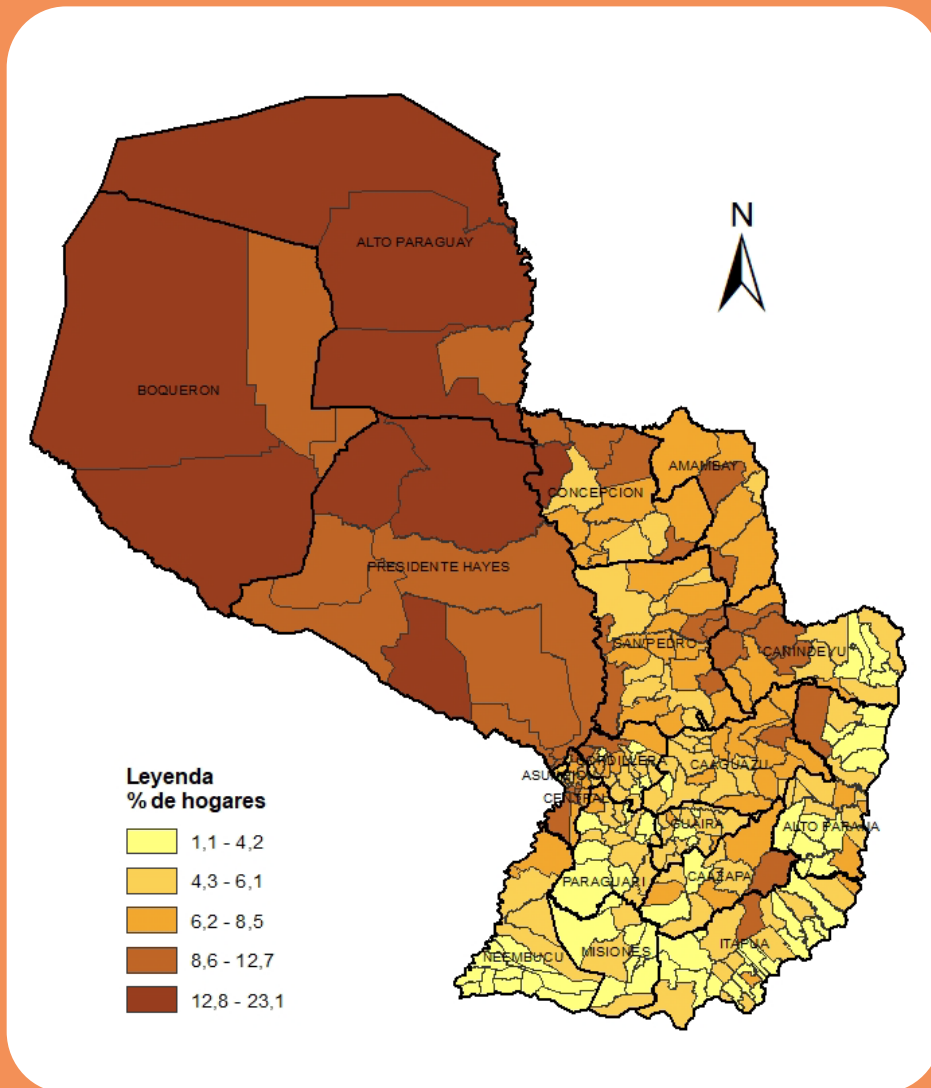 N
ALTO PARAGUAY
BOQUERON
AMAMBAY
CONCEPCION
PRESIDENTE HAYES
SAN PEDRO
CANINDEYU
CORDILLERA
CAAGUAZU
ASUNCION
CENTRAL
GUAIRA
ALTO PARANA
PARAGUARI
CAAZAPA
ITAPUA
MISIONES
ÑEEMBUCU
Leyenda
% de hogares
1,1 - 4,2
4,3 - 6,1
6,2 - 8,5
8,6 - 12,7
12,8 - 23,1